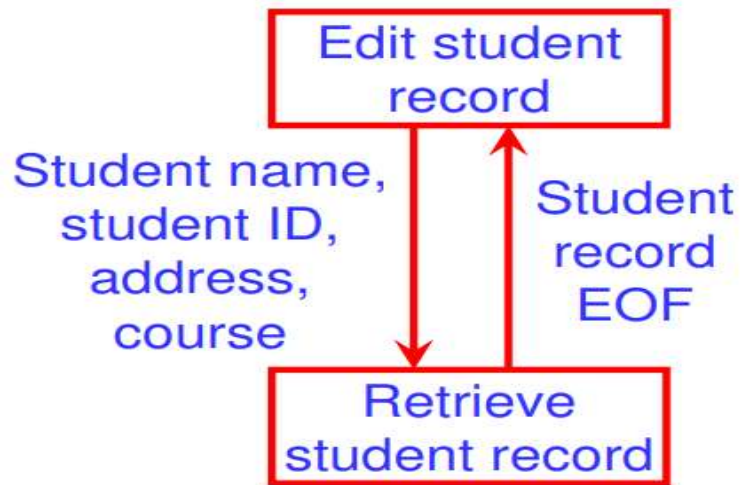 Edit student
record
Student name,
student ID,
address,
course
Student
record
EOF
Retrieve
student record